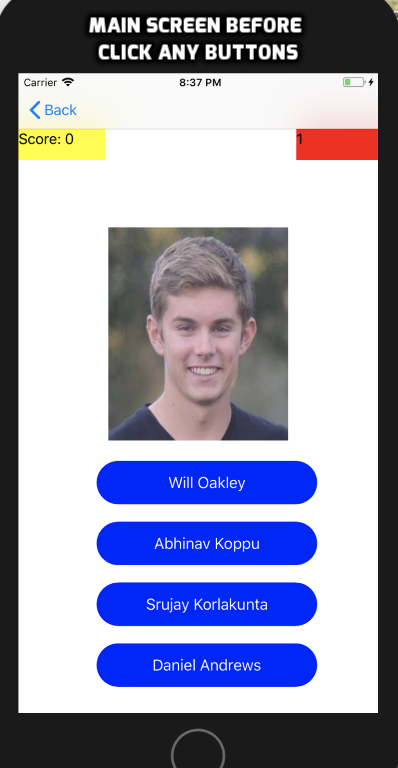 MAIN SCREEN BEFORE
CLICK ANY BUTTONS
Carrier 8:37 PM
Back
Score: 0 1
Will Oakley
Abhinav Koppu
Srujay Korlakunta
Daniel Andrews